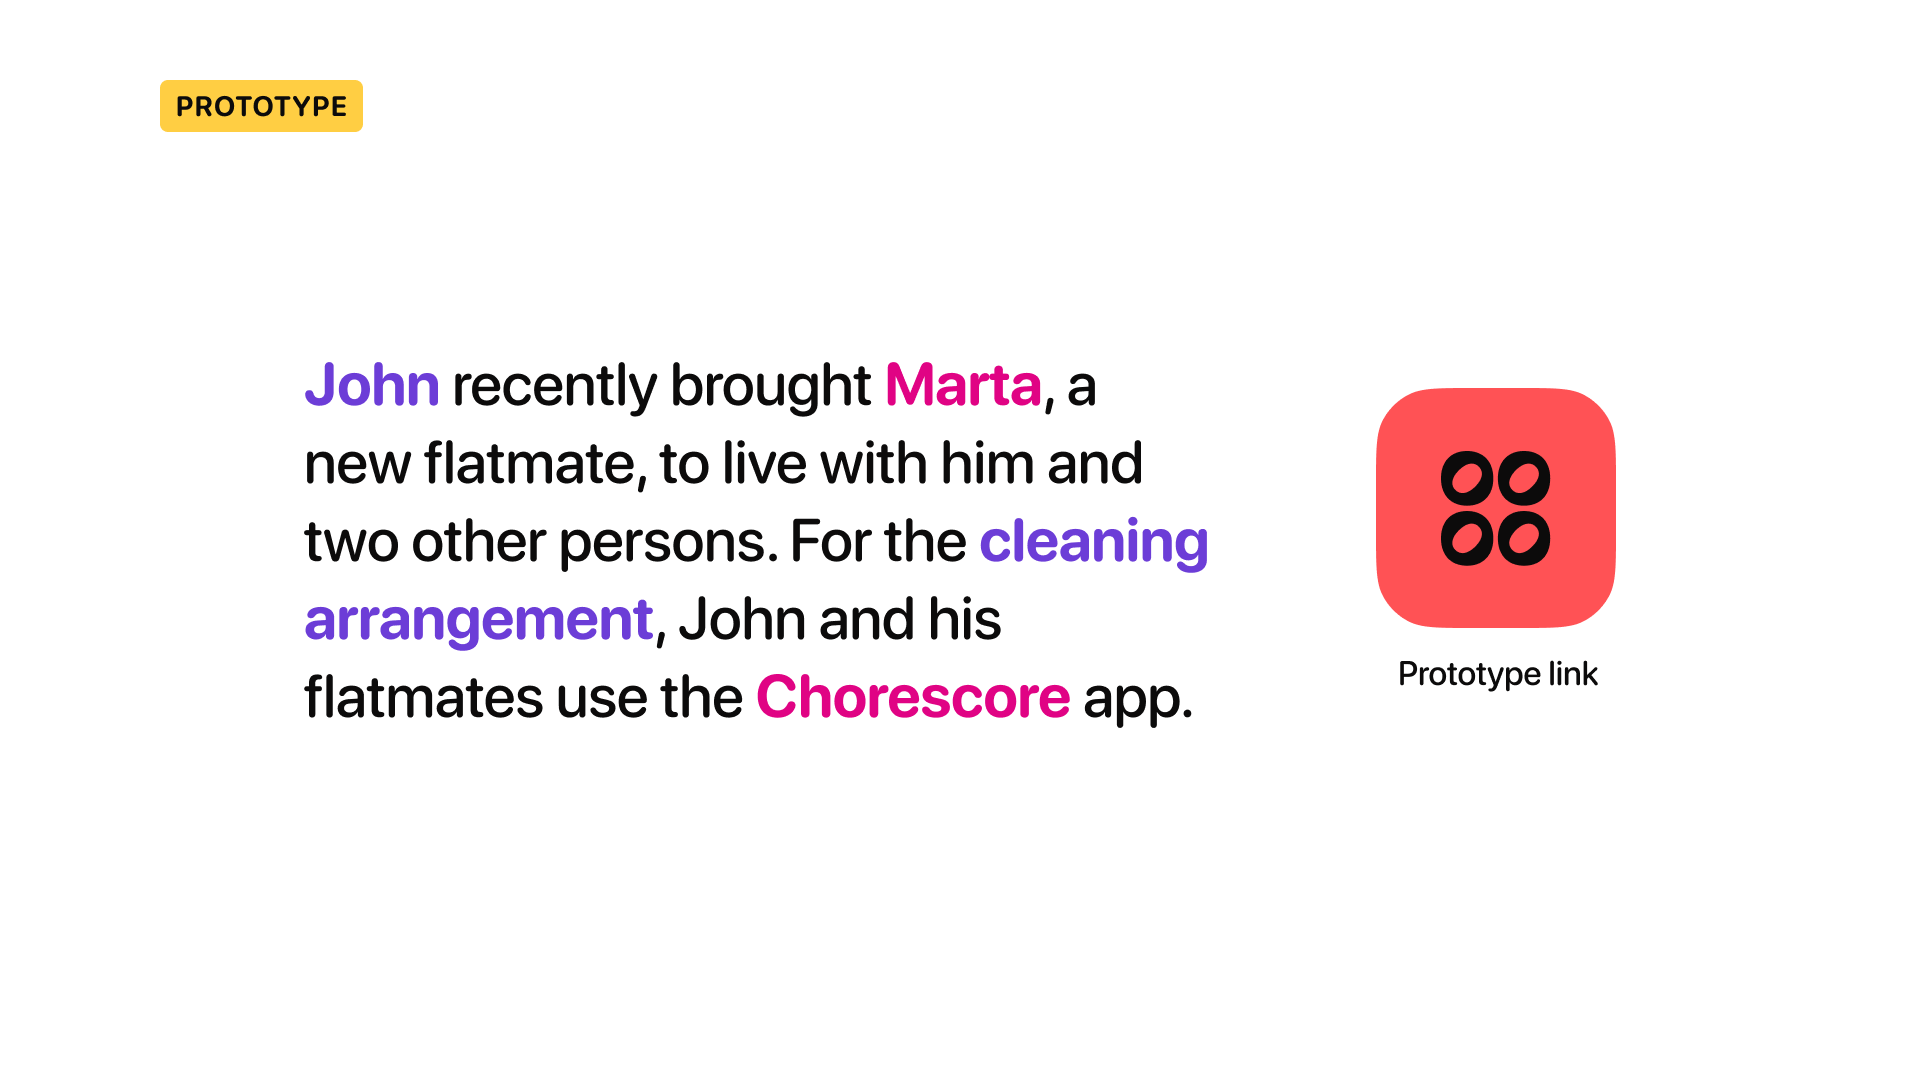 PROTOTYPE
John recently brought Marta, a
new flatmate, to live with him and
two other persons. For the cleaning
arrangement, John and his
flatmates use the Chorescore app.
Prototype link